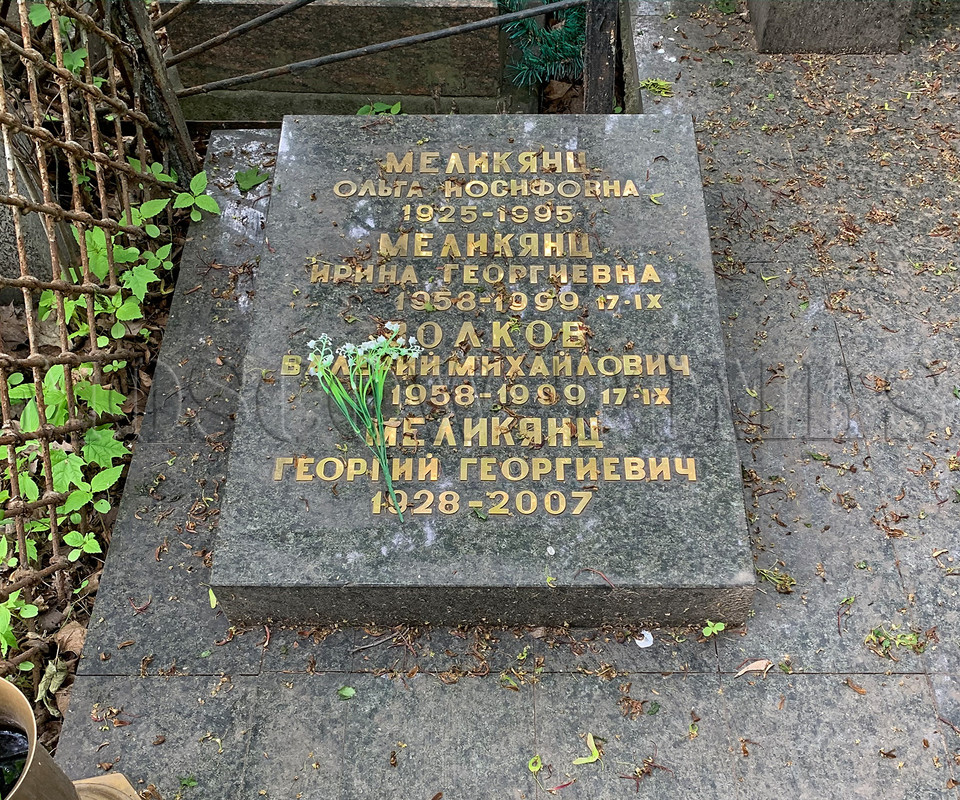 МЕЛИКЯНЦ
ОЛЬГА ИОСИФОВНА
1925-1995
МЕЛИКЯНЦ
ИРИНА ГЕОРГИЕВНА
1958-1999 17·IX
ВАЛЕРИЙ МИХАЙЛОВИЧ
1958-1999 17·IX
МЕЛИКЯНЦ
ГЕОРГИЙ ГЕОРГИЕВИЧ
1928-2007